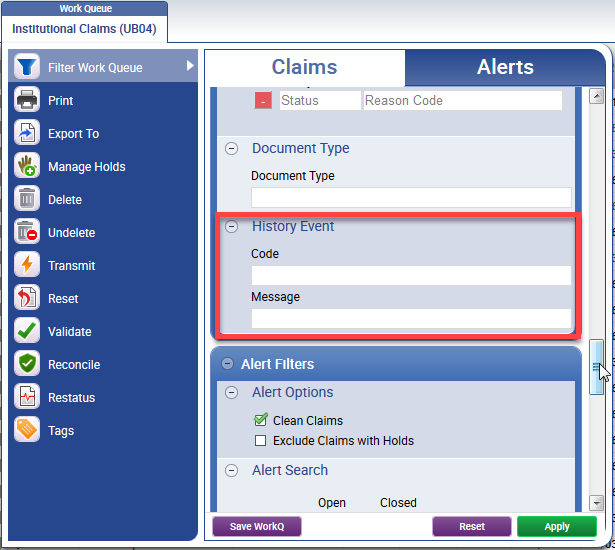 Work Queue
Institutional Claims (UB04)
Filter Work Queue
Print
Export To
Manage Holds
Delete
Undelete
Transmit
Reset
Validate
Reconcile
Restatus
Tags
Claims
Alerts
- Status Reason Code
Document Type
Document Type
History Event
Code
Message
Alert Filters
Alert Options
Clean Claims
Exclude Claims with Holds
Alert Search
Open Closed
Save WorkQ
Reset
Apply